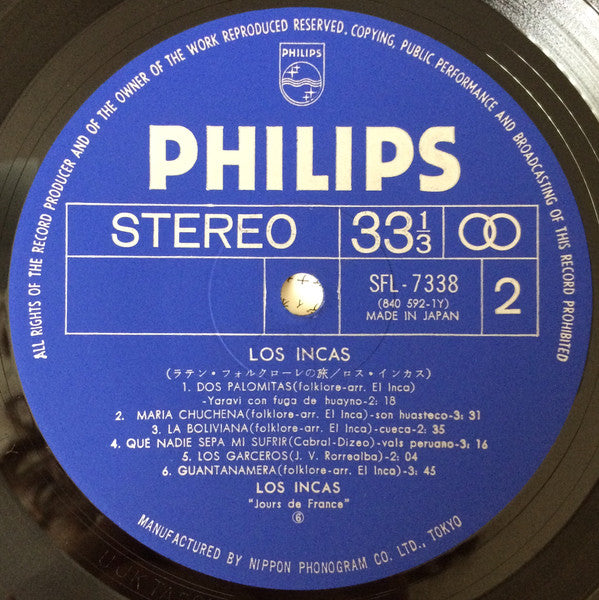 ALL RIGHTS OF THE RECORD PRODUCER AND OF THE OWNER OF THE WORK REPRODUCED RESERVED. COPYING, PUBLIC PERFORMANCE AND BROADCASTING OF THIS RECORD PROHIBITED
PHILIPS
PHILIPS
STEREO 33⅓
SFL-7338
(840 592-1Y)
MADE IN JAPAN
2
LOS INCAS
(ラテン・フォルクローレの旅/ロス・インカス)
1. DOS PALOMITAS(folklore-arr. El Inca)
-Yaravi con fuga de huayno-2: 18
2. MARIA CHUCHENA(folklore-arr. El Inca)-son huasteco-3: 31
3. LA BOLIVIANA(folklore-arr. El Inca)-cueca-2: 35
4. QUE NADIE SEPA MI SUFRIR(Cabral-Dizeo)-vals peruano-3: 16
5. LOS GARCEROS(J. V. Rorrealba)-2: 04
6. GUANTANAMERA(folklore-arr. El Inca)-3: 45
LOS INCAS
"Jours de France"
⑥
MANUFACTURED BY NIPPON PHONOGRAM CO. LTD., TOKYO